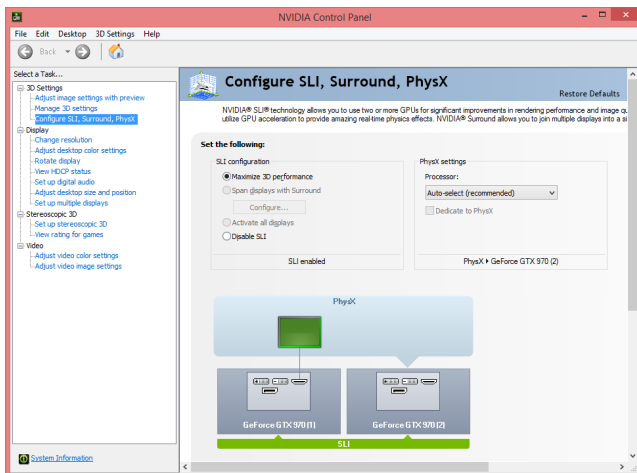 NVIDIA Control Panel
File Edit Desktop 3D Settings Help
Back
Select a Task...
3D Settings
Adjust image settings with preview
Manage 3D settings
Configure SLI, Surround, PhysX
Display
Change resolution
Adjust desktop color settings
Rotate display
View HDCP status
Set up digital audio
Adjust desktop size and position
Set up multiple displays
Stereoscopic 3D
Set up stereoscopic 3D
View rating for games
Video
Adjust video color settings
Adjust video image settings
System Information
Configure SLI, Surround, PhysX
Restore Defaults
NVIDIA® SLI® technology allows you to use two or more GPUs for significant improvements in rendering performance and image
utilize GPU acceleration to provide amazing real-time physics effects. NVIDIA® Surround allows you to join multiple displays into a
Set the following:
SLI configuration
Maximize 3D performance
Span displays with Surround
Configure...
Activate all displays
Disable SLI
SLI enabled
PhysX settings
Processor:
Auto-select (recommended)
Dedicate to PhysX
PhysX GeForce GTX 970 (2)
PhysX
GeForce GTX 970 (1)
GeForce GTX 970 (2)
SLI